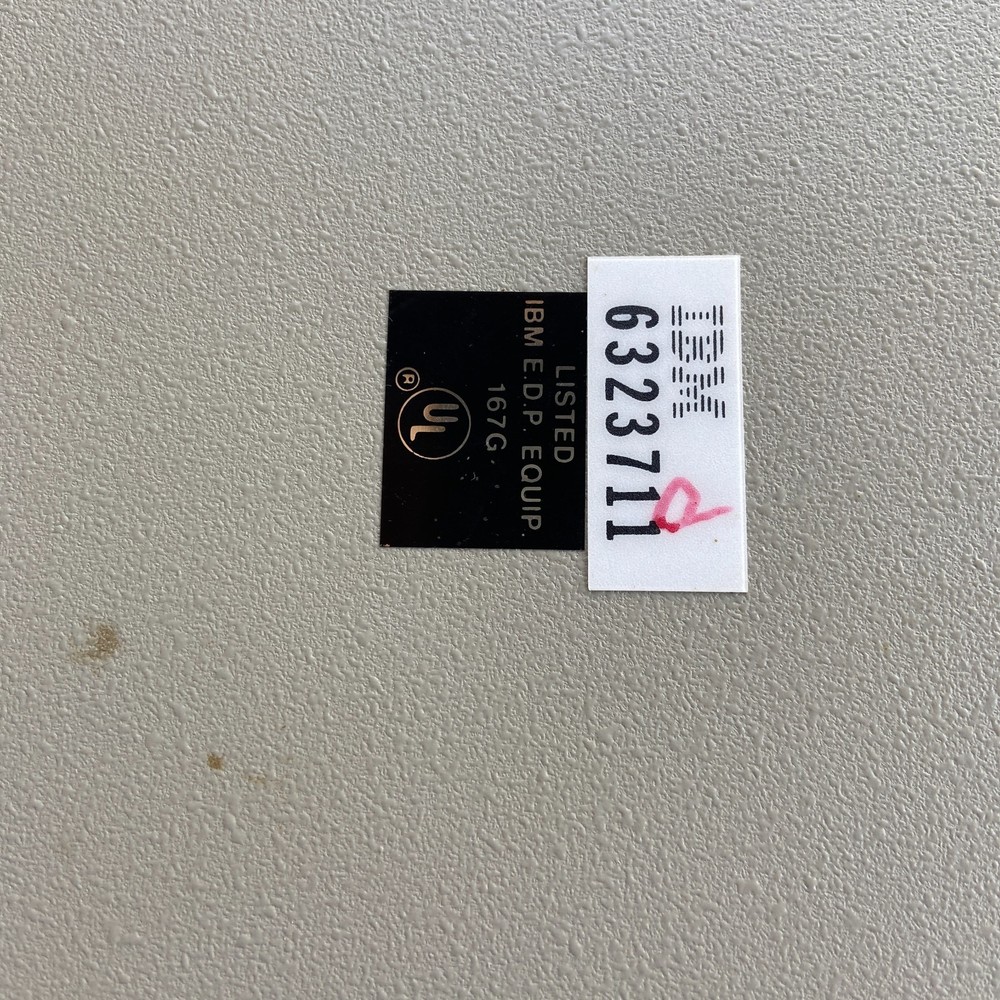 IBM
6323711
LISTED
IBM E.D.P. EQUIP
167G
UL
®